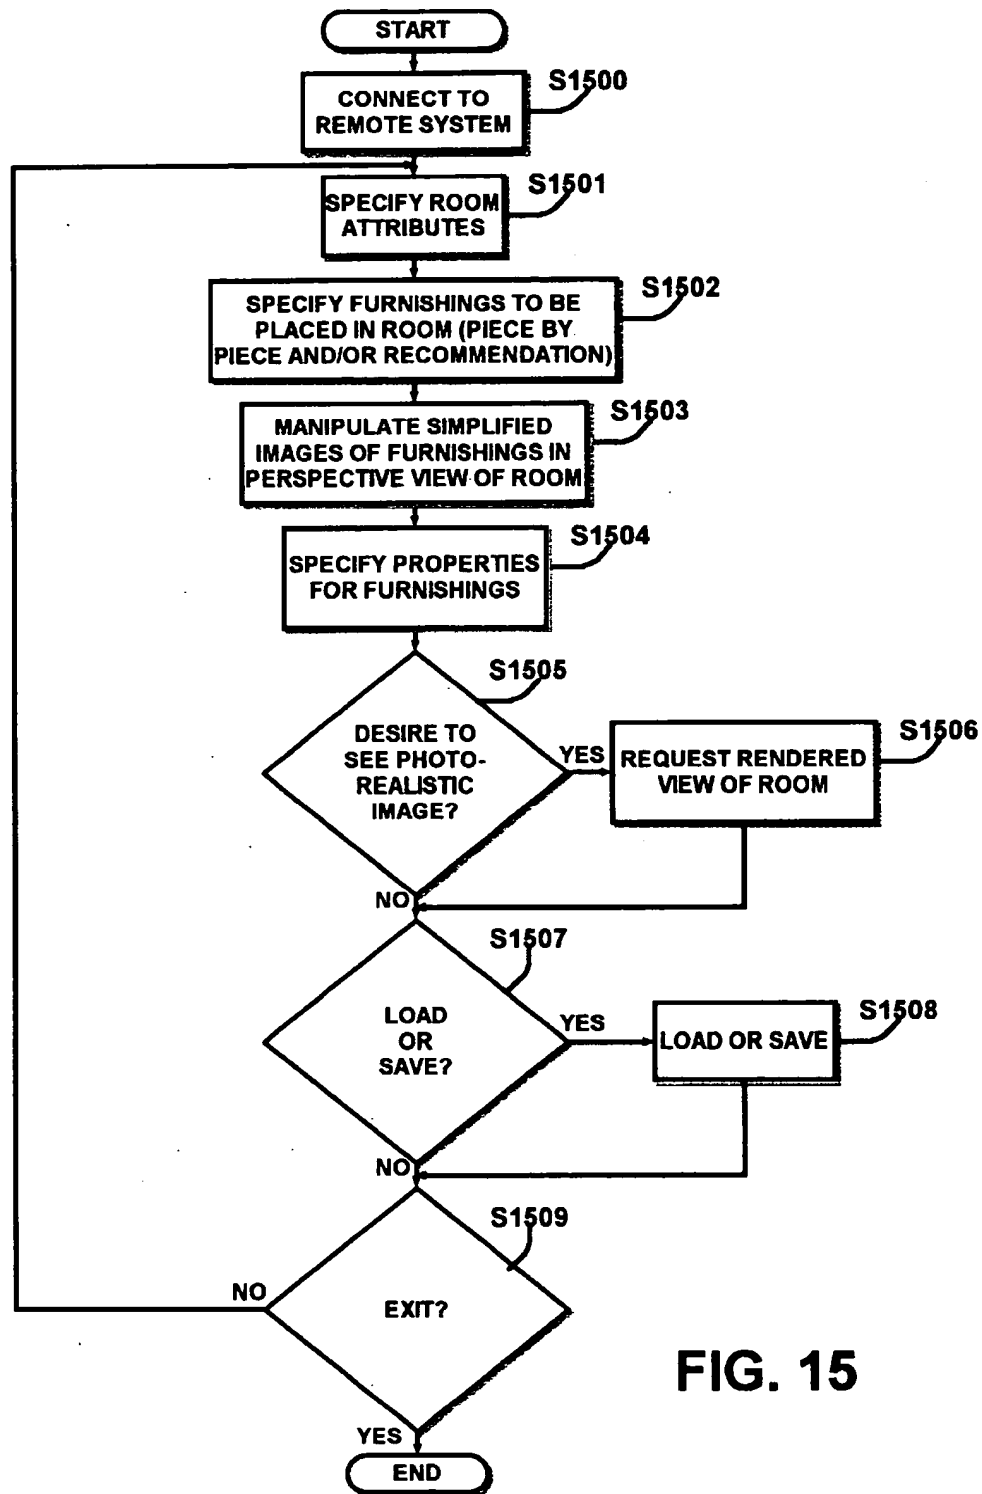 START
S1500
CONNECT TO
REMOTE SYSTEM
S1501
SPECIFY ROOM
ATTRIBUTES
S1502
SPECIFY FURNISHINGS TO BE
PLACED IN ROOM (PIECE BY
PIECE AND/OR RECOMMENDATION)
S1503
MANIPULATE SIMPLIFIED
IMAGES OF FURNISHINGS IN
PERSPECTIVE VIEW OF ROOM
S1504
SPECIFY PROPERTIES
FOR FURNISHINGS
S1505
DESIRE TO
SEE PHOTO-
REALISTIC
IMAGE?
YES
S1506
REQUEST RENDERED
VIEW OF ROOM
NO
S1507
LOAD
OR
SAVE?
YES
S1508
LOAD OR SAVE
NO
S1509
NO
EXIT?
YES
END
FIG. 15